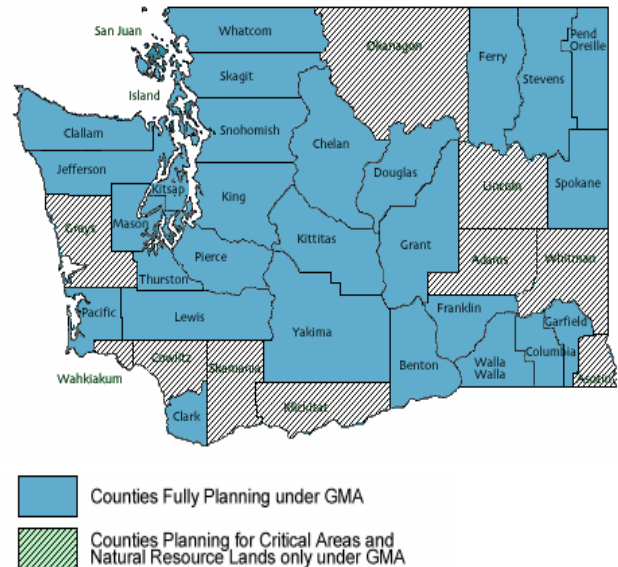 San Juan
Whatcom
Okanagon
Pend
Oreille
Ferry
Stevens
Skagit
Island
Snohomish
Clallam
Chelan
Jefferson
Douglas
Kitsap
King
Lincoln
Spokane
Mason
Grays
Kittitas
Grant
Pierce
Adams
Whitman
Thurston
Pacific
Lewis
Franklin
Yakima
Garfield
Cowlitz
Skamania
Benton
Walla
Walla
Columbia
Wahkiakum
Asotin
Clark
Klickitat
Counties Fully Planning under GMA
Counties Planning for Critical Areas and
Natural Resource Lands only under GMA